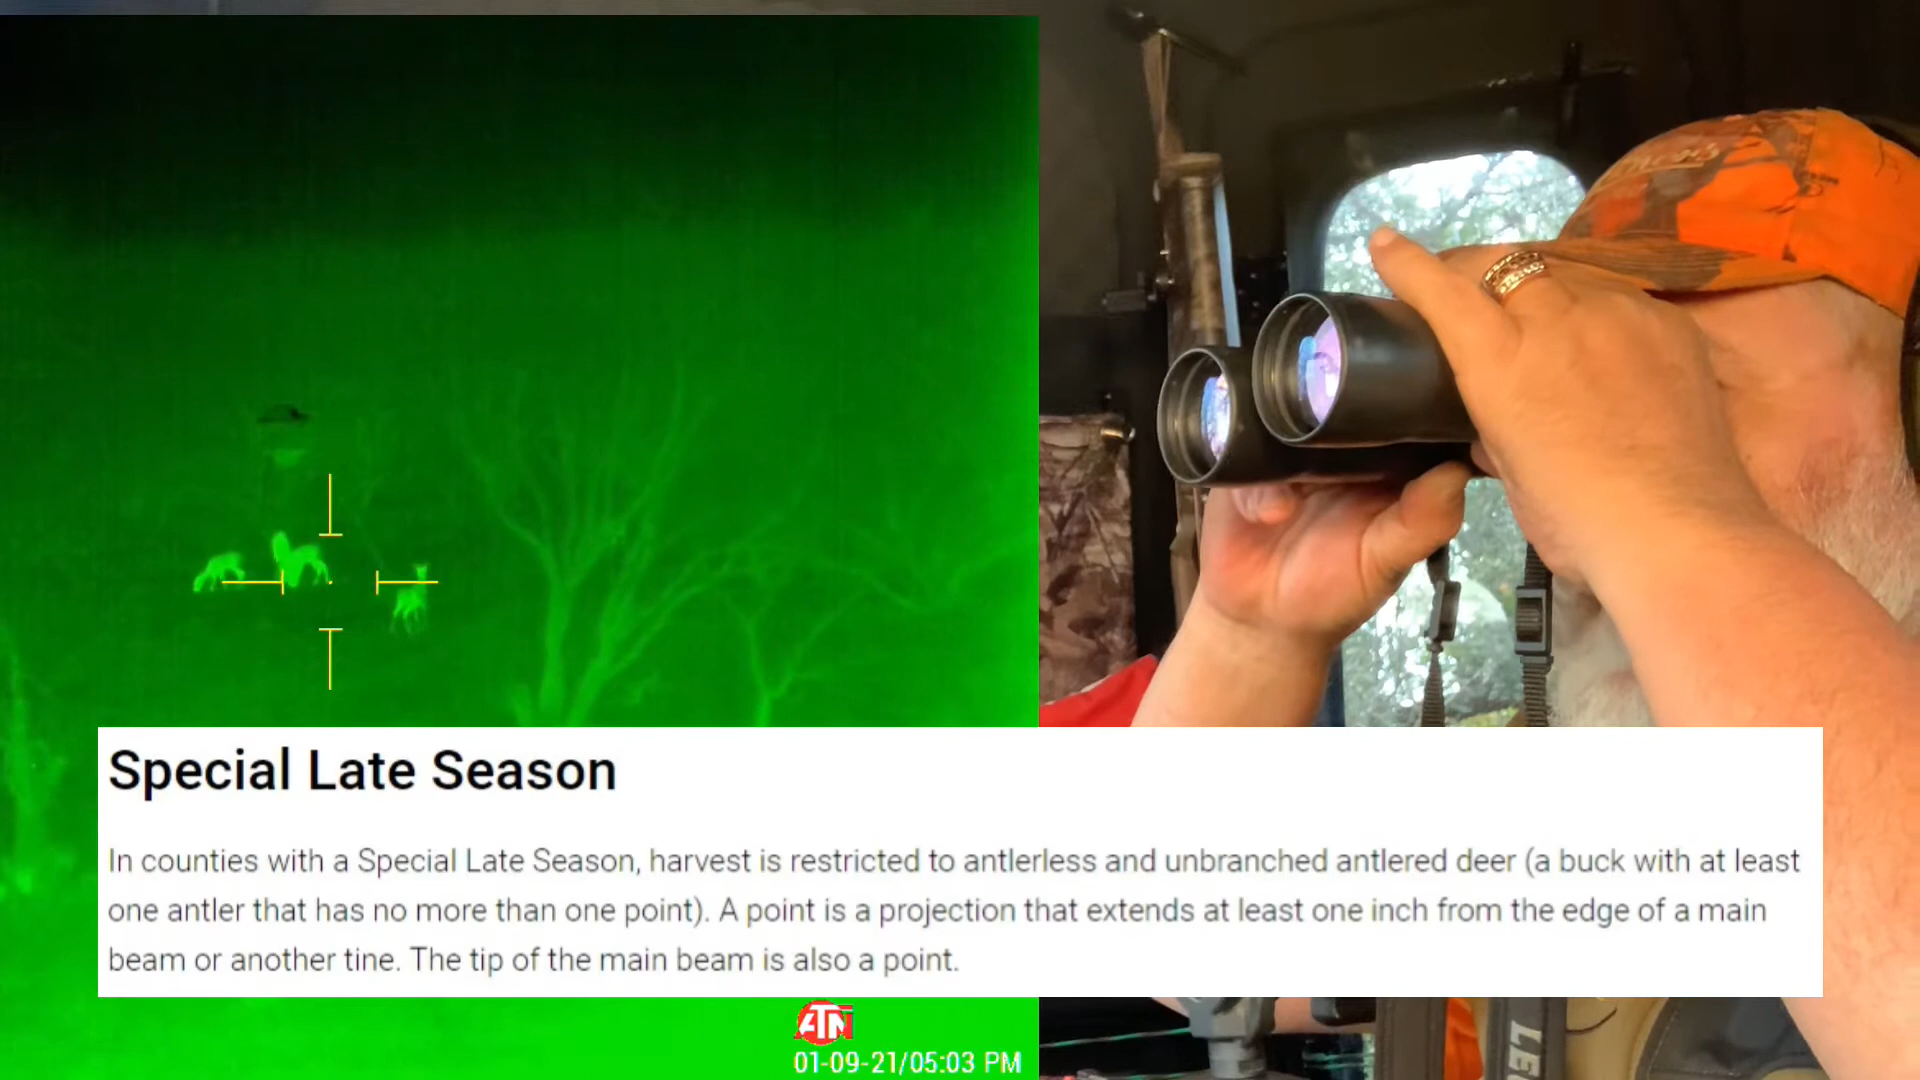 Special Late Season
In counties with a Special Late Season, harvest is restricted to antlerless and unbranched antlered deer (a buck with at least
one antler that has no more than one point). A point is a projection that extends at least one inch from the edge of a main
beam or another tine. The tip of the main beam is also a point.
ATN
01-09-21/05:03 PM